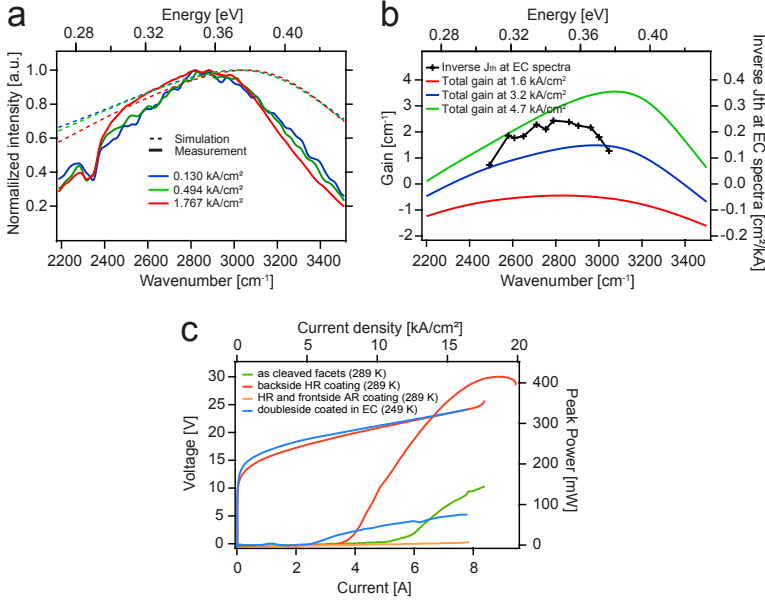 a
Energy [eV]
0.28
0.32
0.36
0.40
Normalized intensity [a.u.]
1.0
0.8
0.6
0.4
0.2
Simulation
Measurement
0.130 kA/cm²
0.494 kA/cm²
1.767 kA/cm²
2200 2400 2600 2800 3000 3200 3400
Wavenumber [cm⁻¹]
b
Energy [eV]
0.28
0.32
0.36
0.40
Gain [cm⁻¹]
4
3
2
1
0
-1
-2
Inverse Jth at EC spectra
Total gain at 1.6 kA/cm²
Total gain at 3.2 kA/cm²
Total gain at 4.7 kA/cm²
0.4
0.3
0.2
0.1
0.0
-0.1
-0.2
Inverse Jth at EC
spectra [cm²/kA]
2200 2400 2600 2800 3000 3200 3400
Wavenumber [cm⁻¹]
c
Current density [kA/cm²]
0 5 10 15 20
Voltage [V]
30
25
20
15
10
5
0
as cleaved facets (289 K)
backside HR coating (289 K)
HR and frontside AR coating (289 K)
doubleside coated in EC (249 K)
400
300
200
100
0
Peak Power [mW]
0 2 4 6 8
Current [A]